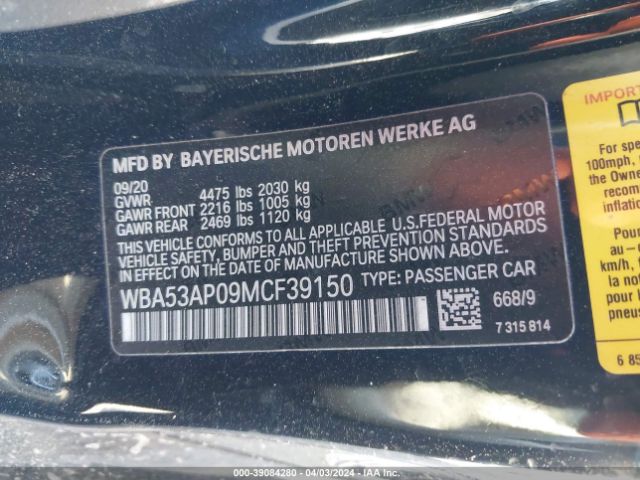 MFD BY BAYERISCHE MOTOREN WERKE AG
09/20
GVWR 4475 lbs 2030 kg
GAWR FRONT 2216 lbs 1005 kg
GAWR REAR 2469 lbs 1120 kg
THIS VEHICLE CONFORMS TO ALL APPLICABLE U.S.FEDERAL MOTOR
VEHICLE SAFETY, BUMPER AND THEFT PREVENTION STANDARDS
IN EFFECT ON THE DATE OF MANUFACTURE SHOWN ABOVE.
WBA53AP09MCF39150 TYPE: PASSENGER CAR
668/9
7 315 814
IMPORT
For spe
100mph,
the Owne
recom
inflatio
Pour
au-
km/h,
la
recom
pneus
6 85
000-39084280 - 04/03/2024 - IAA Inc.